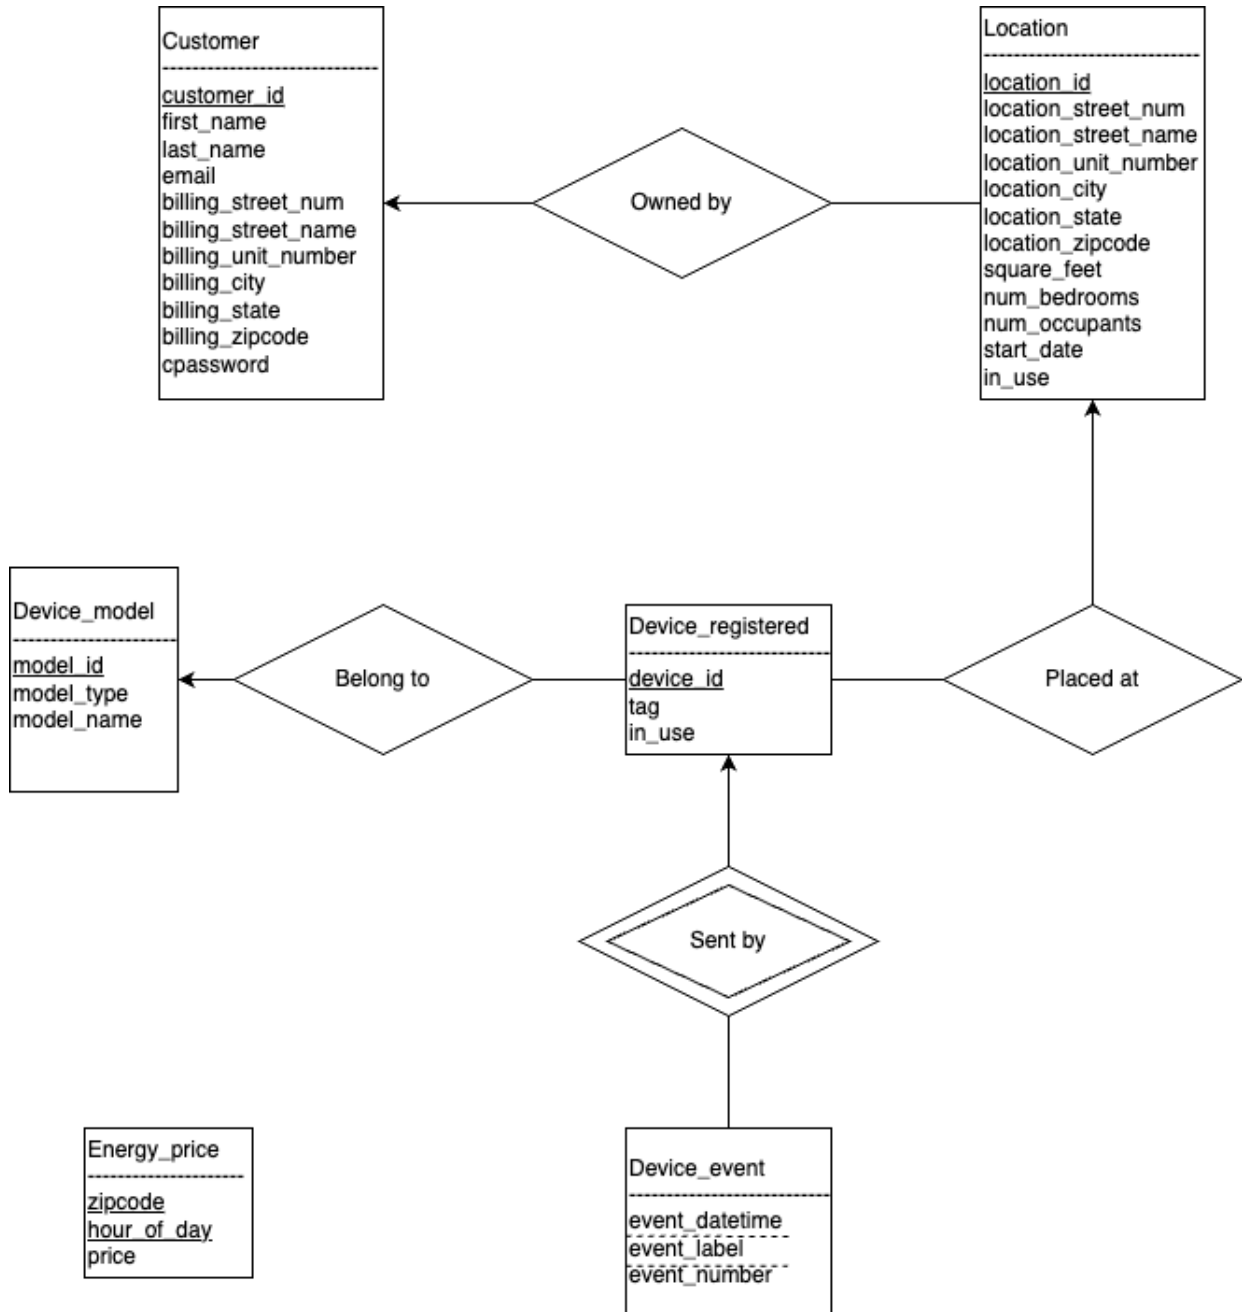 Customer
customer_id
first_name
last_name
email
billing_street_num
billing_street_name
billing_unit_number
billing_city
billing_state
billing_zipcode
cpassword
Owned by
Location
location_id
location_street_num
location_street_name
location_unit_number
location_city
location_state
location_zipcode
square_feet
num_bedrooms
num_occupants
start_date
in_use
Device_model
model_id
model_type
model_name
Belong to
Device_registered
device_id
tag
in_use
Placed at
Sent by
Energy_price
zipcode
hour_of_day
price
Device_event
event_datetime
event_label
event_number